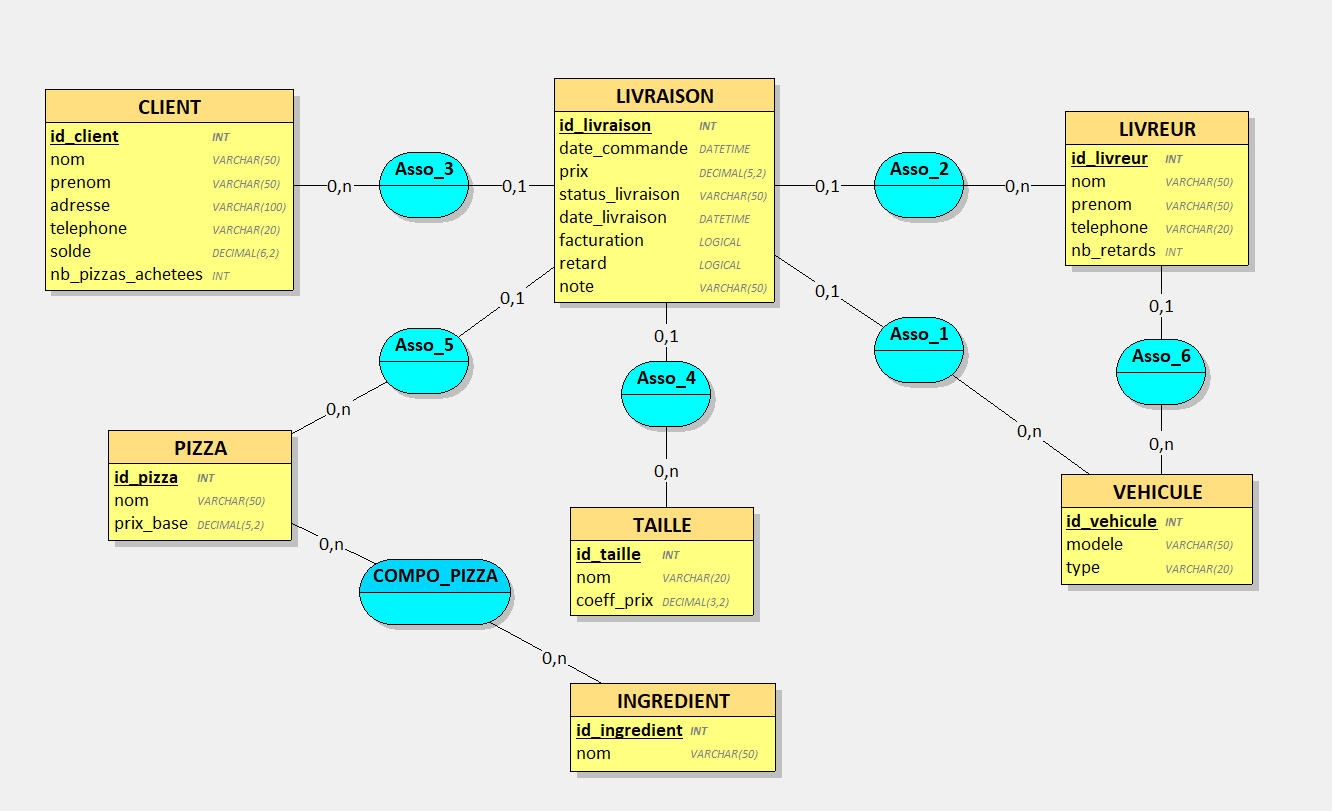 CLIENT
id_client INT
nom VARCHAR(50)
prenom VARCHAR(50)
adresse VARCHAR(100)
telephone VARCHAR(20)
solde DECIMAL(6,2)
nb_pizzas_achetees INT
0,n
Asso_3
0,1
LIVRAISON
id_livraison INT
date_commande DATETIME
prix DECIMAL(5,2)
status_livraison VARCHAR(50)
date_livraison DATETIME
facturation LOGICAL
retard LOGICAL
note VARCHAR(50)
0,1
Asso_2
0,n
LIVREUR
id_livreur INT
nom VARCHAR(50)
prenom VARCHAR(50)
telephone VARCHAR(20)
nb_retards INT
0,1
Asso_5
0,n
0,1
Asso_4
0,n
0,1
Asso_1
0,n
0,1
Asso_6
0,n
PIZZA
id_pizza INT
nom VARCHAR(50)
prix_base DECIMAL(5,2)
0,n
COMPO_PIZZA
0,n
TAILLE
id_taille INT
nom VARCHAR(20)
coeff_prix DECIMAL(3,2)
VEHICULE
id_vehicule INT
modele VARCHAR(50)
type VARCHAR(20)
INGREDIENT
id_ingredient INT
nom VARCHAR(50)